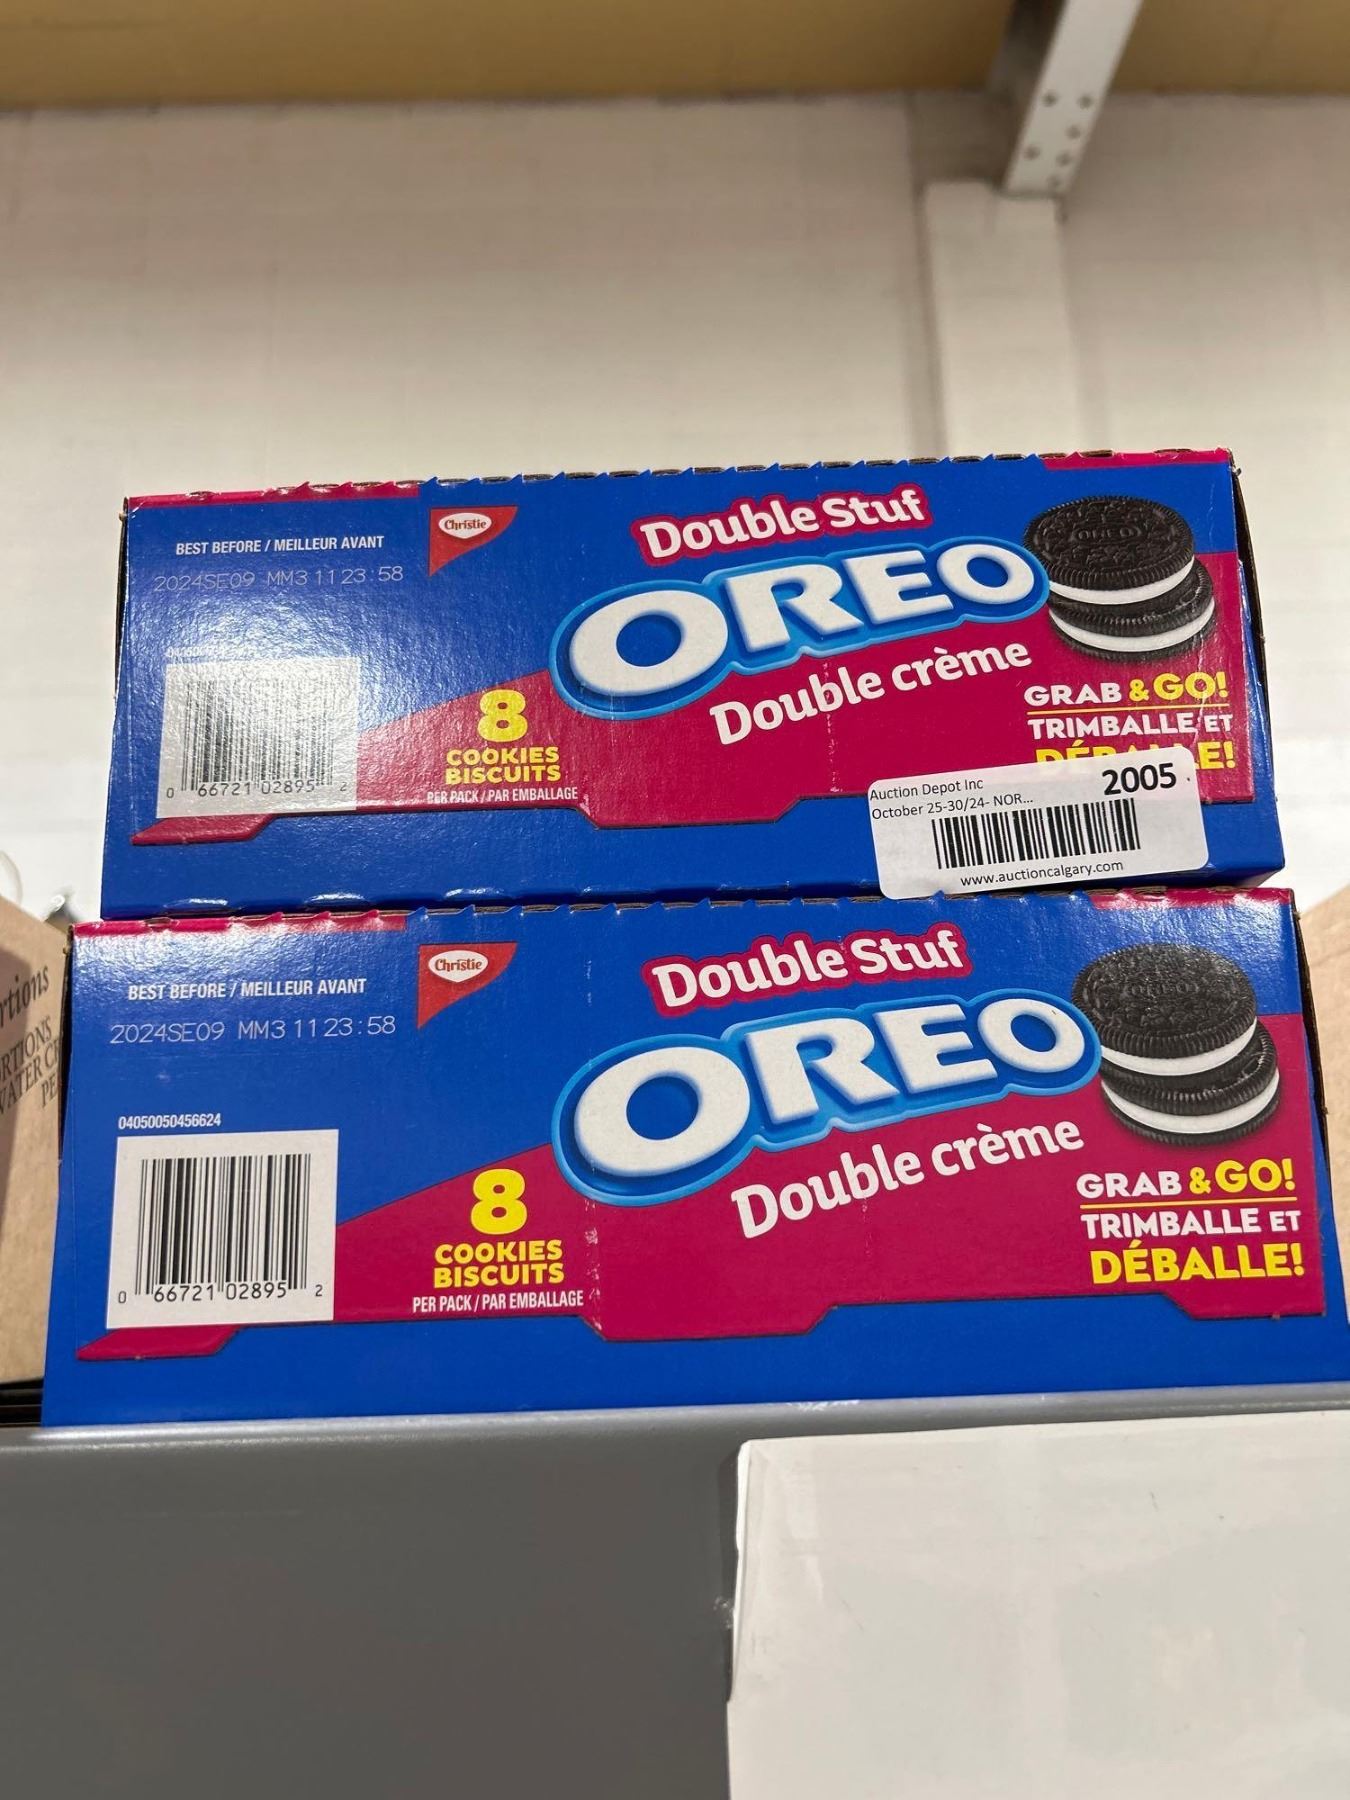 Christie
BEST BEFORE / MEILLEUR AVANT
2024SE09 MM3 11 23:58
0 66721 02895 2
8
COOKIES
BISCUITS
PER PACK / PAR EMBALLAGE
Double Stuf
OREO
Double crème
OREO
GRAB & GO!
TRIMBALLE ET
Auction Depot Inc
2005
October 25-30/24- NOR...
www.auctioncalgary.com
Christie
BEST BEFORE / MEILLEUR AVANT
2024SE09 MM3 11 23:58
04050050456624
0 66721 02895 2
8
COOKIES
BISCUITS
PER PACK / PAR EMBALLAGE
Double Stuf
OREO
Double crème
OREO
GRAB & GO!
TRIMBALLE ET
DÉBALLE!